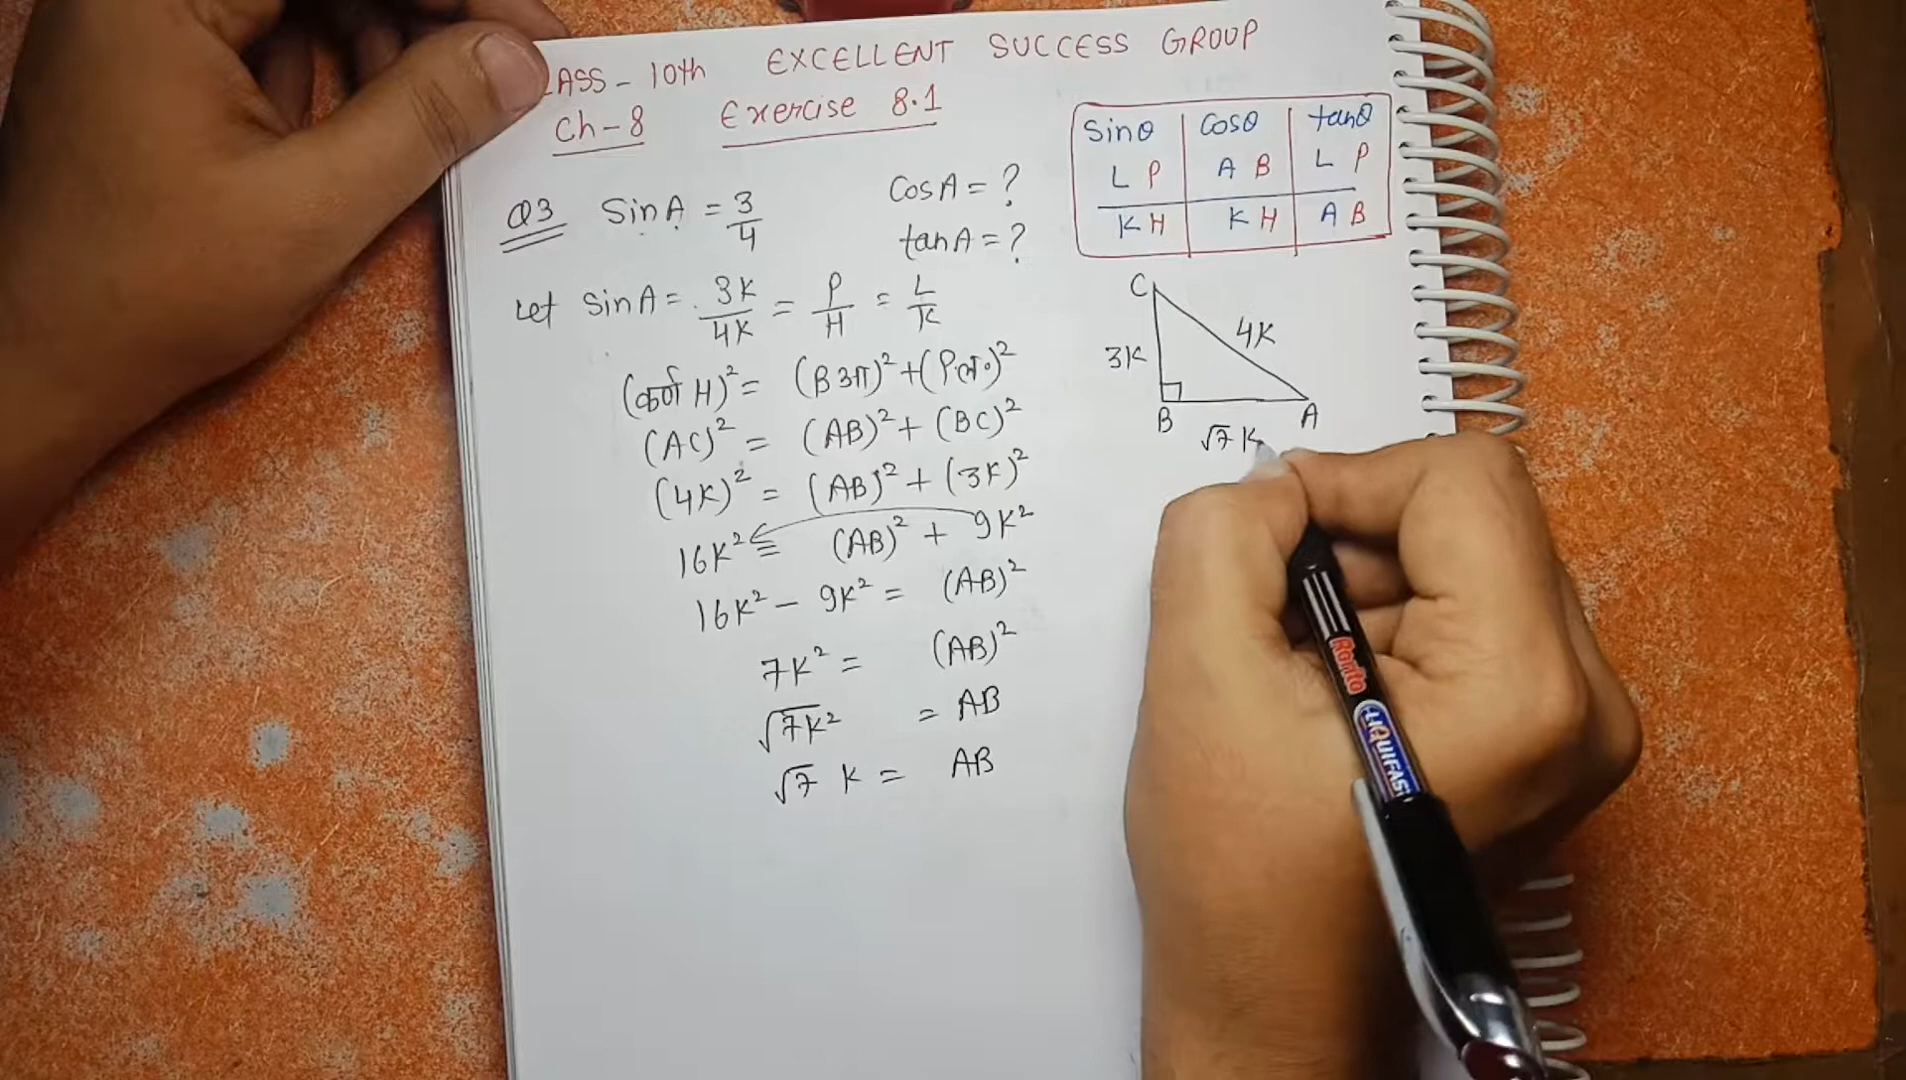 LASS - 10th EXCELLENT SUCCESS GROUP
Ch-8 Exercise 8.1
Sinθ Cosθ tanθ
L P A B L P
K H K H A B
Q3 Sin A = 3/4 Cos A = ?
tan A = ?
Let Sin A = 3K/4K = P/H = L/K
(कर्ण H)² = (B आ)² + (P ल०)²
(AC)² = (AB)² + (BC)²
(4K)² = (AB)² + (3K)²
16K² = (AB)² + 9K²
16K² - 9K² = (AB)²
7K² = (AB)²
√7K² = AB
√7 K = AB
C
4K
3K
B A
√7 K
Rorito
LIQUIFAS